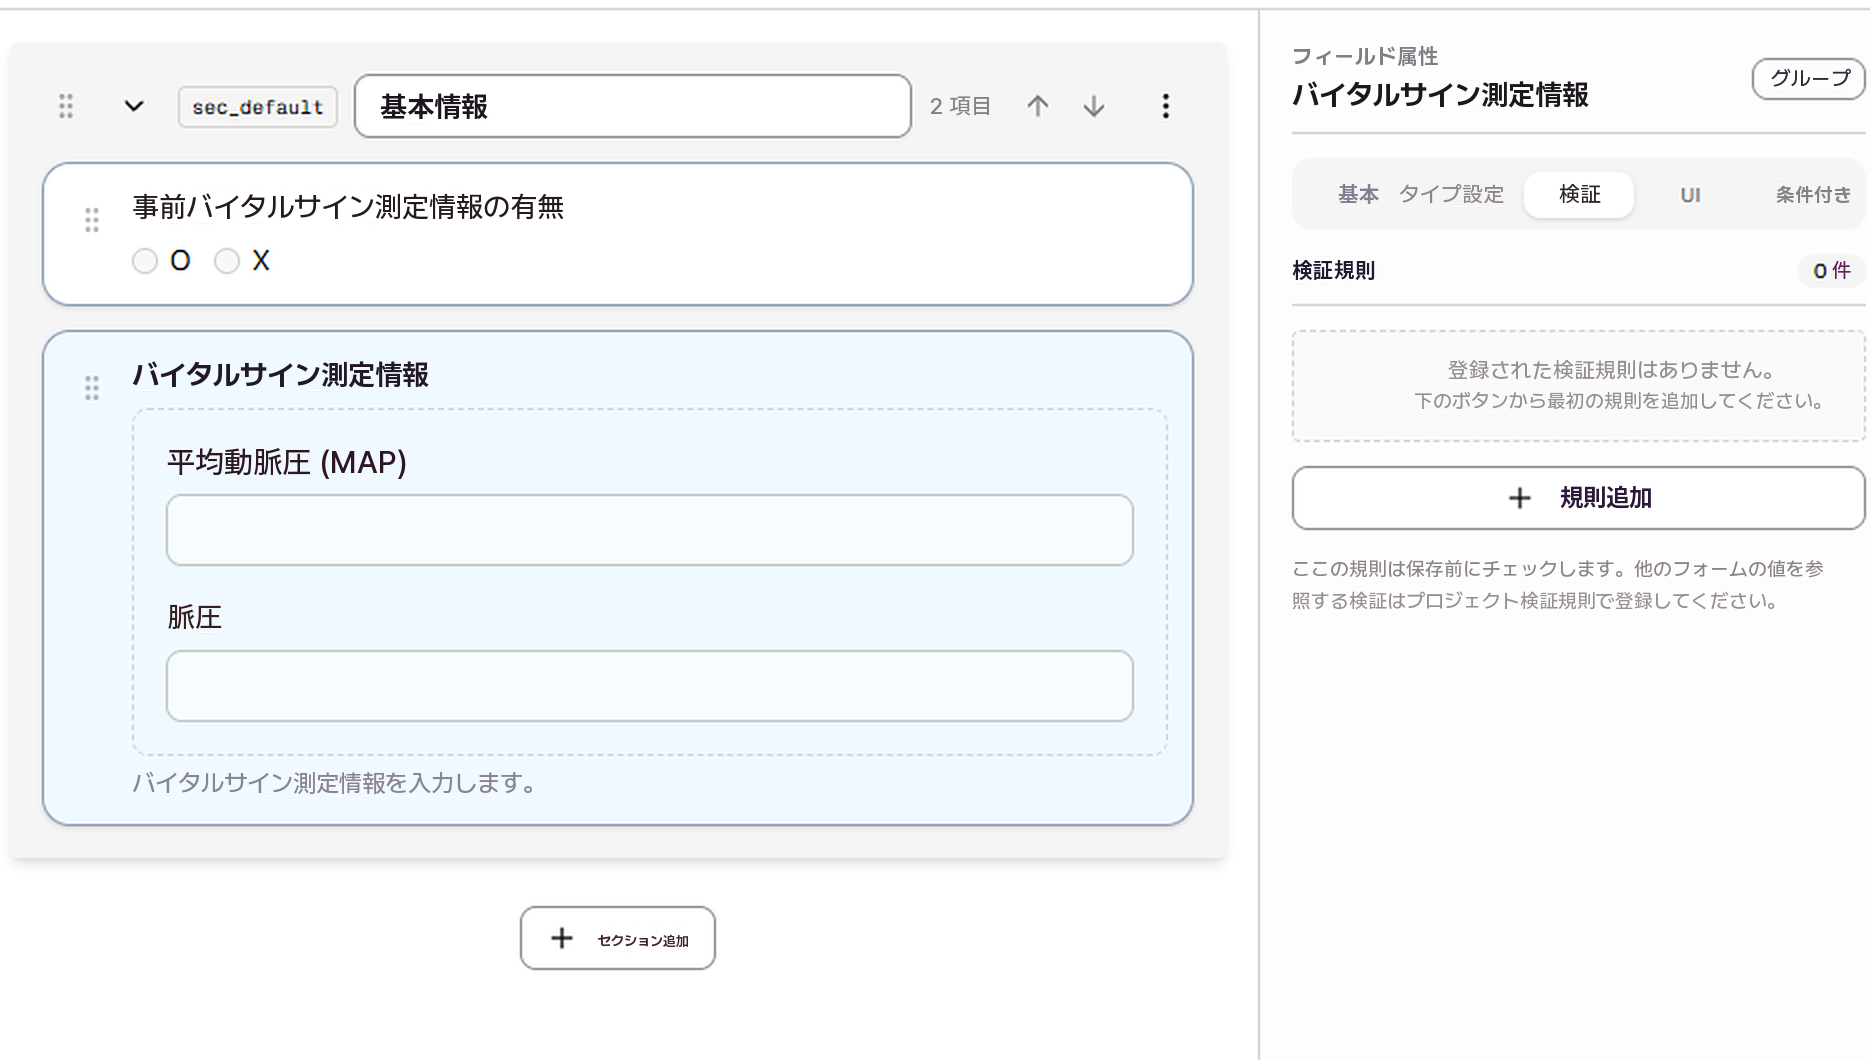 sec_default
基本情報
2 項目
事前バイタルサイン測定情報の有無
O X
バイタルサイン測定情報
平均動脈圧 (MAP)
脈圧
バイタルサイン測定情報を入力します。
セクション追加
フィールド属性
バイタルサイン測定情報
グループ
基本 タイプ設定 検証 UI 条件付き
検証規則
0 件
登録された検証規則はありません。
下のボタンから最初の規則を追加してください。
規則追加
ここの規則は保存前にチェックします。他のフォームの値を参
照する検証はプロジェクト検証規則で登録してください。